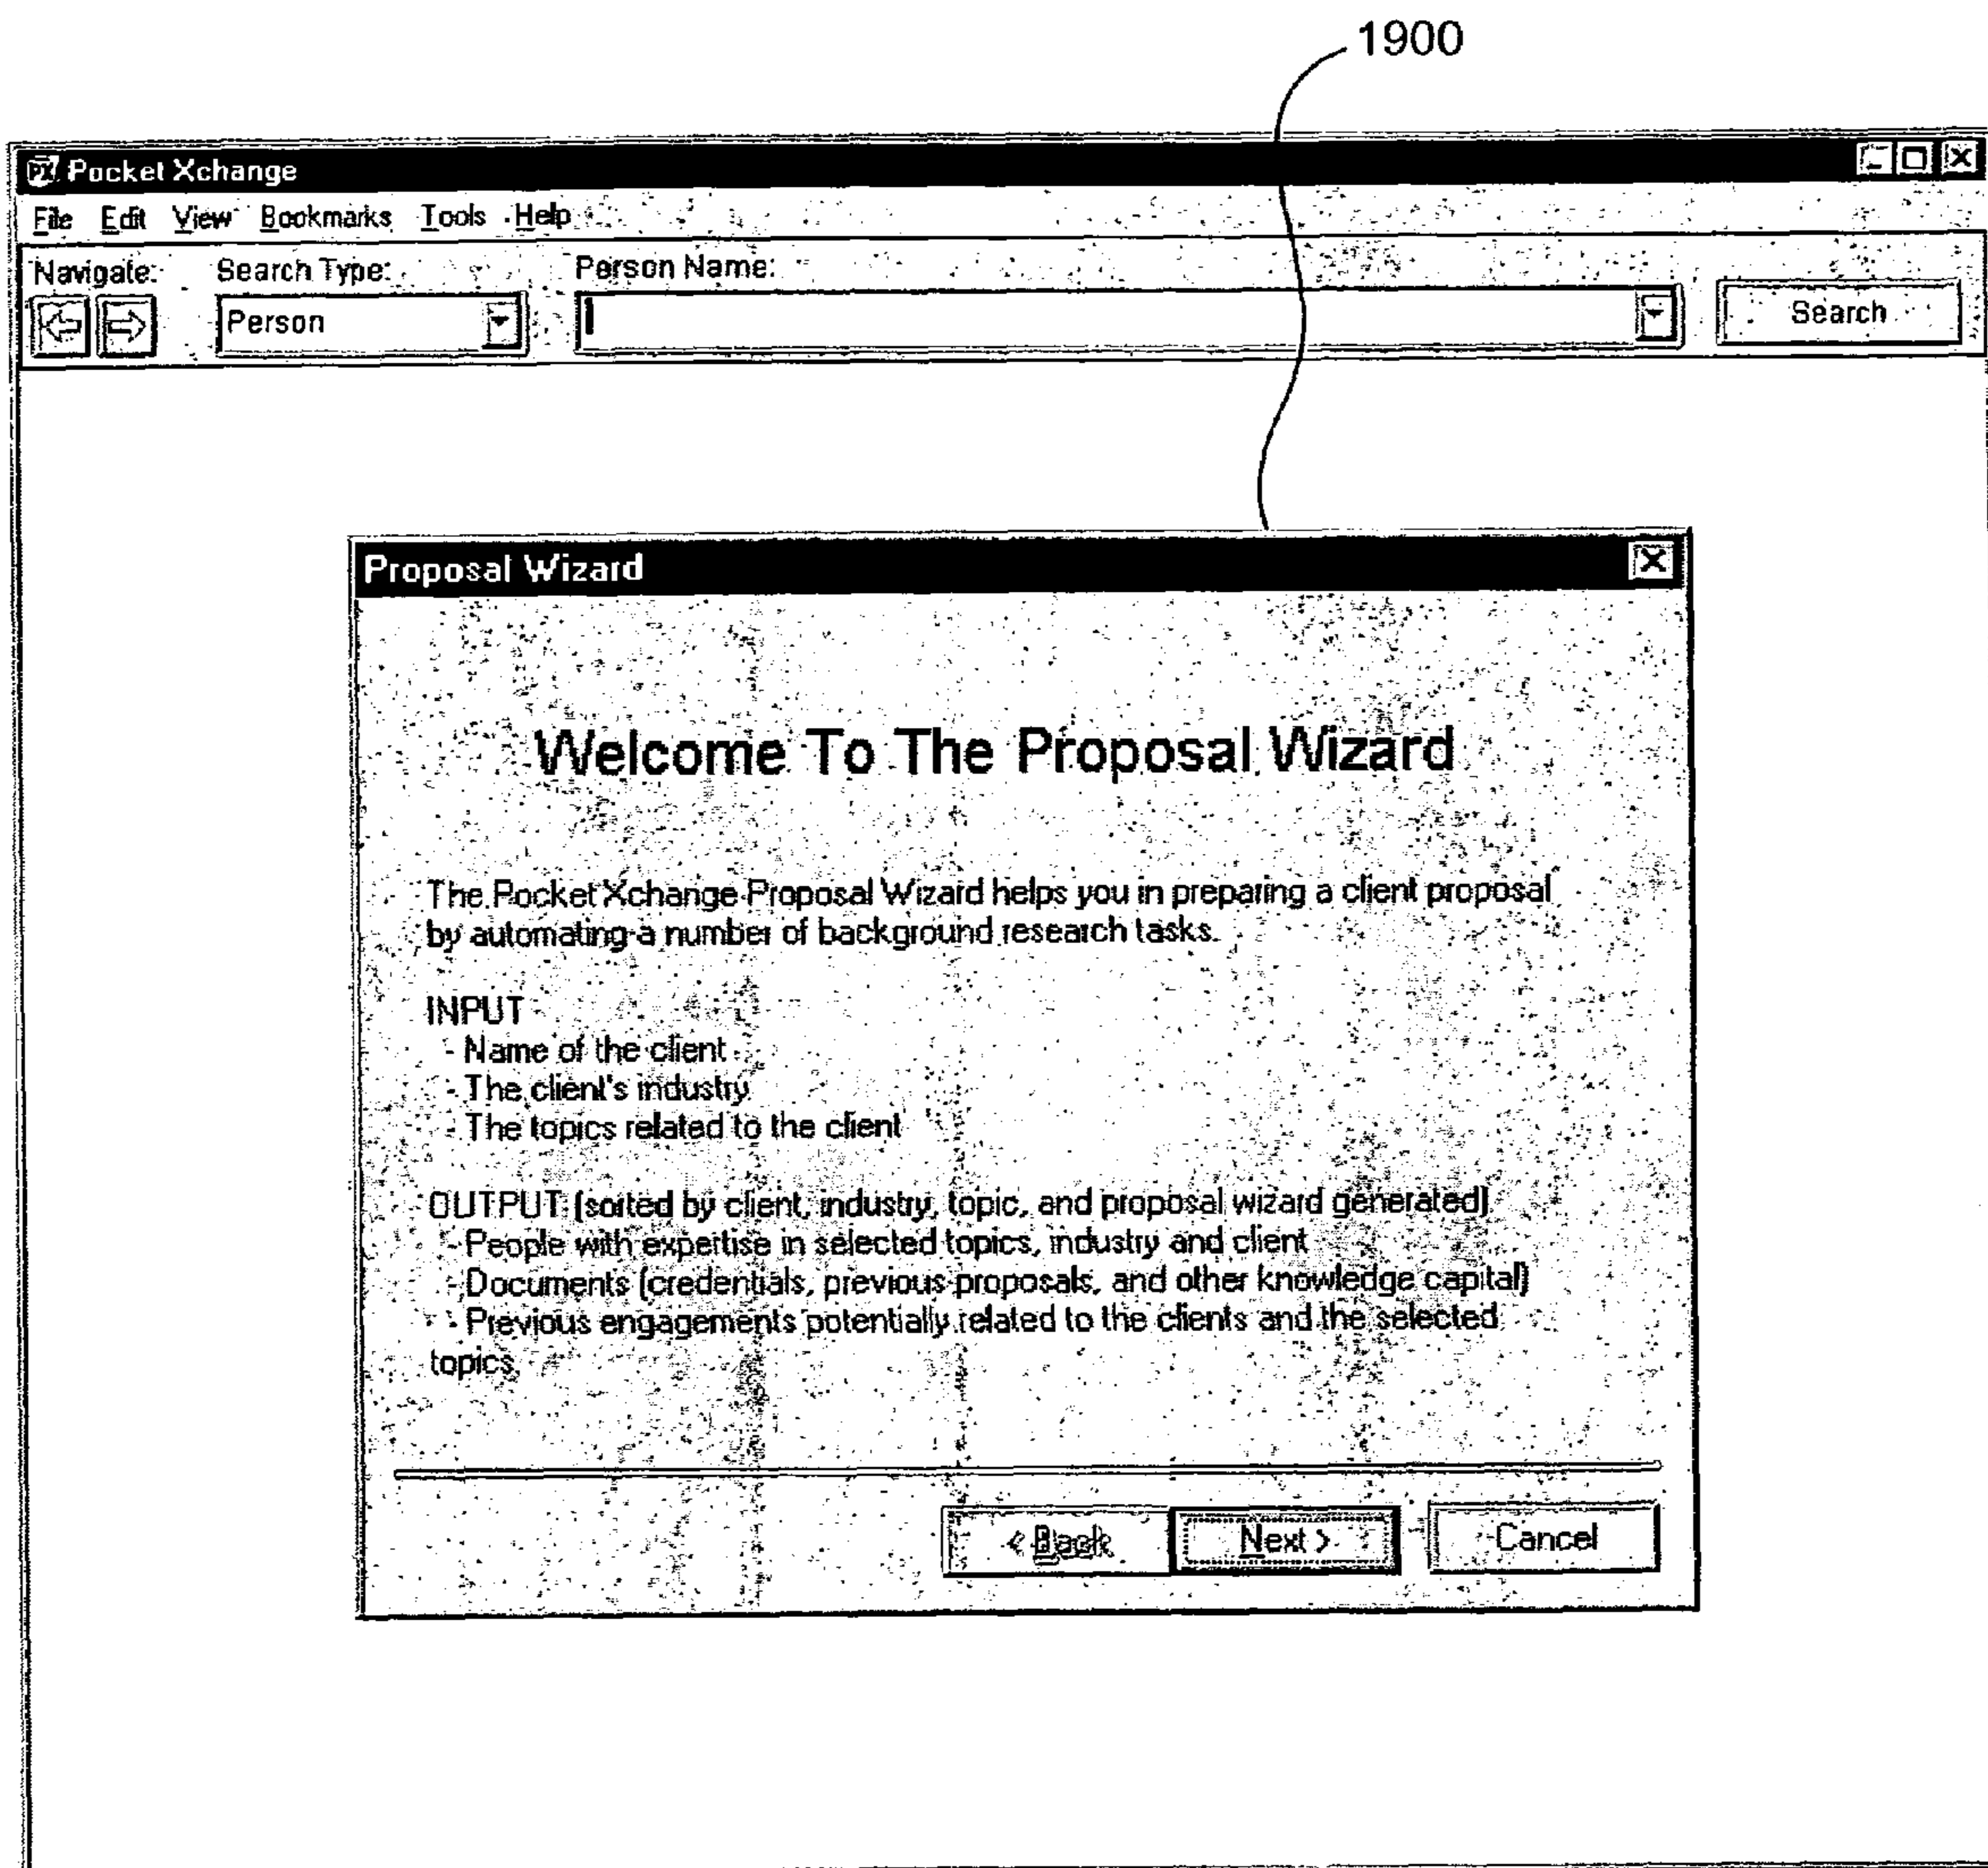 1900
PX Pocket Xchange
File Edit View Bookmarks Tools Help
Navigate: Search Type: Person Name:
Person Search
Proposal Wizard
Welcome To The Proposal Wizard
The Pocket Xchange Proposal Wizard helps you in preparing a client proposal
by automating a number of background research tasks.
INPUT
- Name of the client
- The client's industry
- The topics related to the client
OUTPUT (sorted by client, industry, topic, and proposal wizard generated)
- People with expertise in selected topics, industry and client
- Documents (credentials, previous proposals, and other knowledge capital)
- Previous engagements potentially related to the clients and the selected
topics.
< Back Next > Cancel